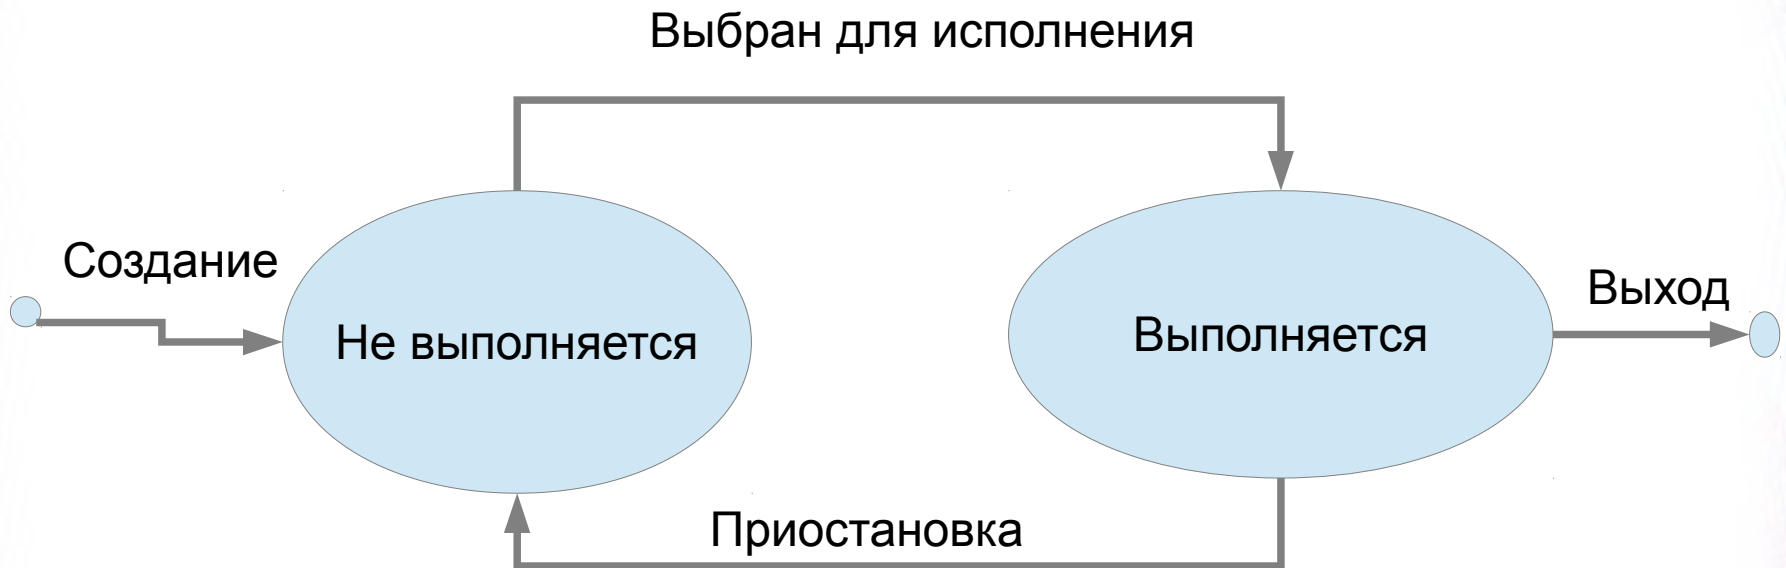 Выбран для исполнения
Создание
Не выполняется
Выполняется
Выход
Приостановка